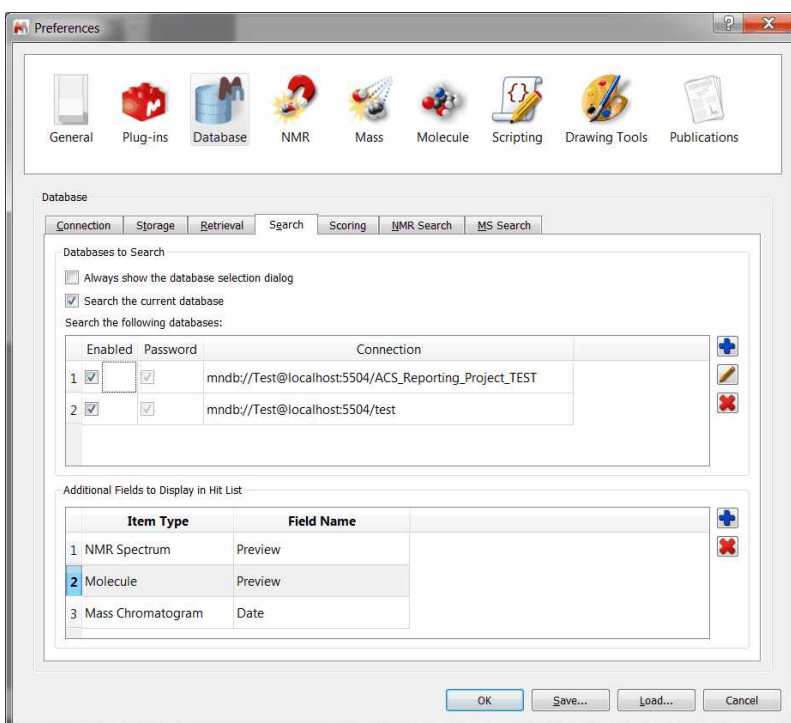 Preferences
General Plug-ins Database NMR Mass Molecule Scripting Drawing Tools Publications
Database
Connection Storage Retrieval Search Scoring NMR Search MS Search
Databases to Search
Always show the database selection dialog
Search the current database
Search the following databases:
Enabled Password Connection
1 mndb://Test@localhost:5504/ACS_Reporting_Project_TEST
2 mndb://Test@localhost:5504/test
Additional Fields to Display in Hit List
Item Type Field Name
1 NMR Spectrum Preview
2 Molecule Preview
3 Mass Chromatogram Date
OK Save... Load... Cancel